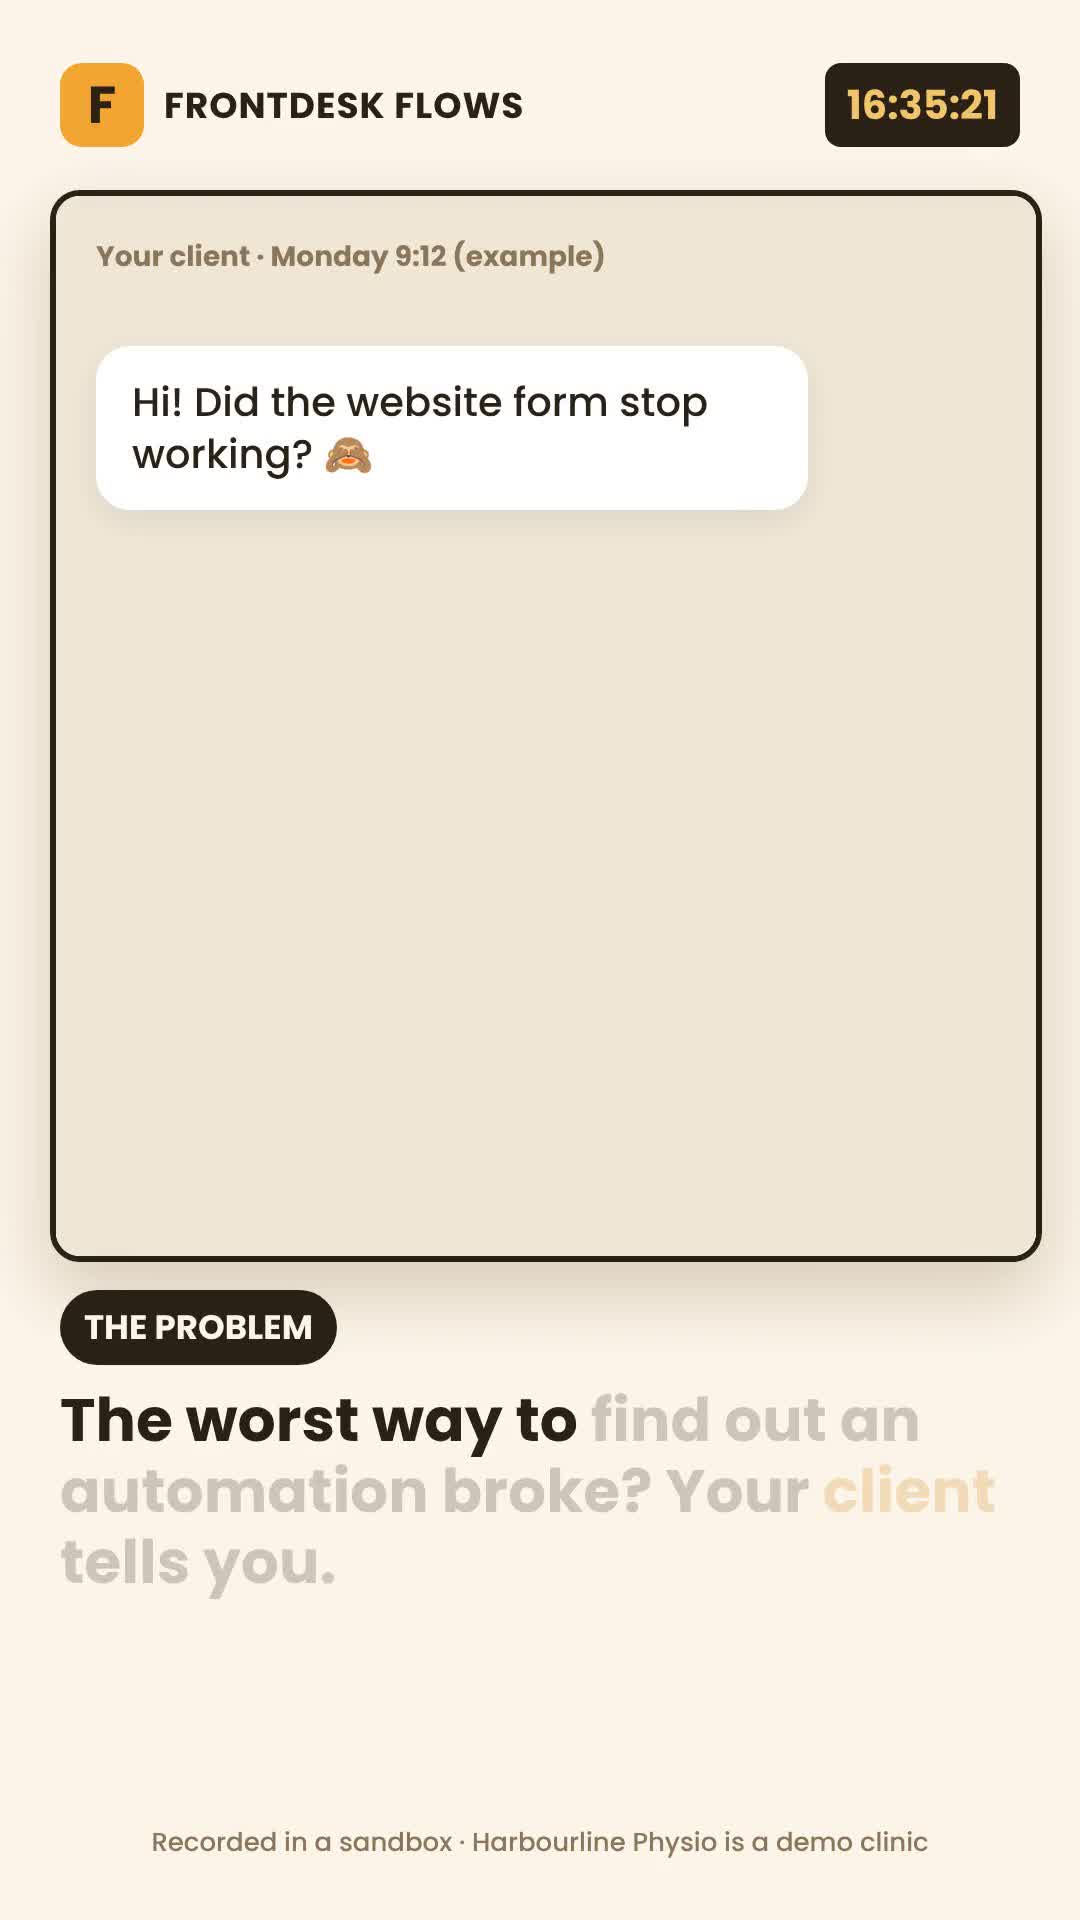 F FRONTDESK FLOWS 16:35:21
Your client · Monday 9:12 (example)
Hi! Did the website form stop
working? 🙈
THE PROBLEM
The worst way to find out an
automation broke? Your client
tells you.
Recorded in a sandbox · Harbourline Physio is a demo clinic